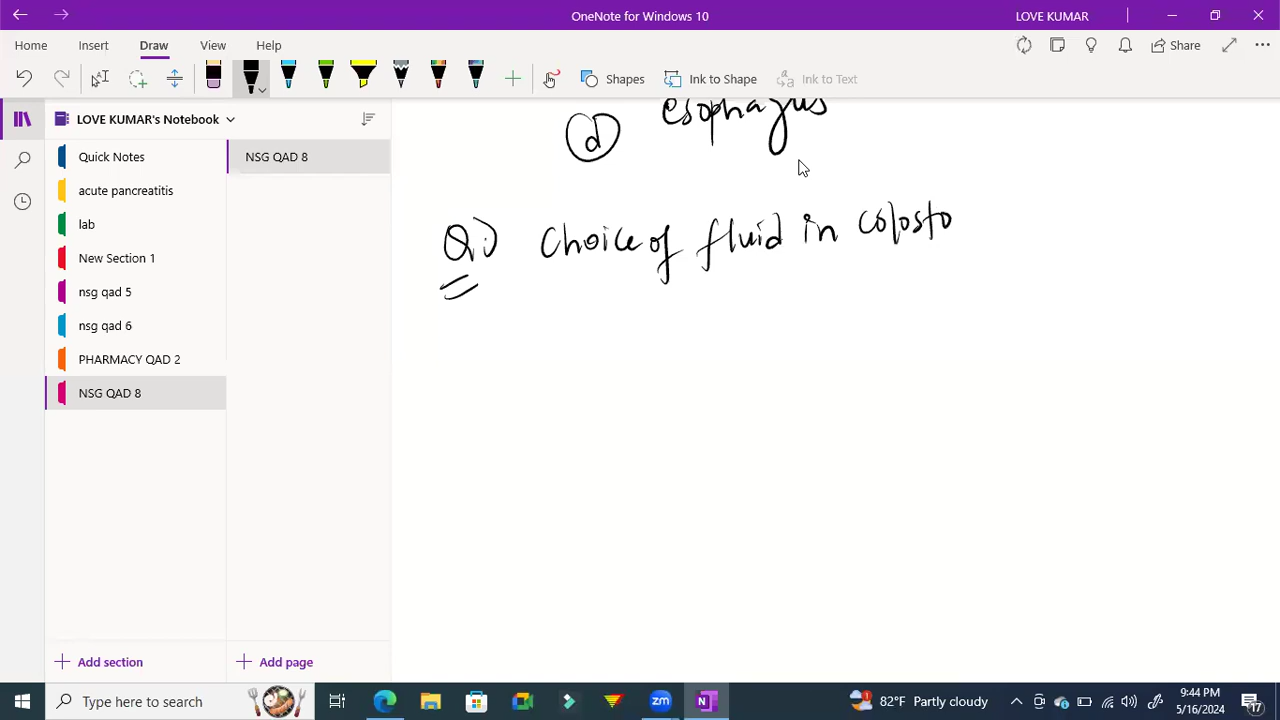 OneNote for Windows 10
LOVE KUMAR
Home Insert Draw View Help
Share
Shapes
Ink to Shape
Ink to Text
LOVE KUMAR's Notebook
Quick Notes
acute pancreatitis
lab
New Section 1
nsg qad 5
nsg qad 6
PHARMACY QAD 2
NSG QAD 8
Add section
NSG QAD 8
Add page
esophagus
d
Q:) Choice of fluid in colosto
Type here to search
zm
82°F Partly cloudy
9:44 PM
5/16/2024
17